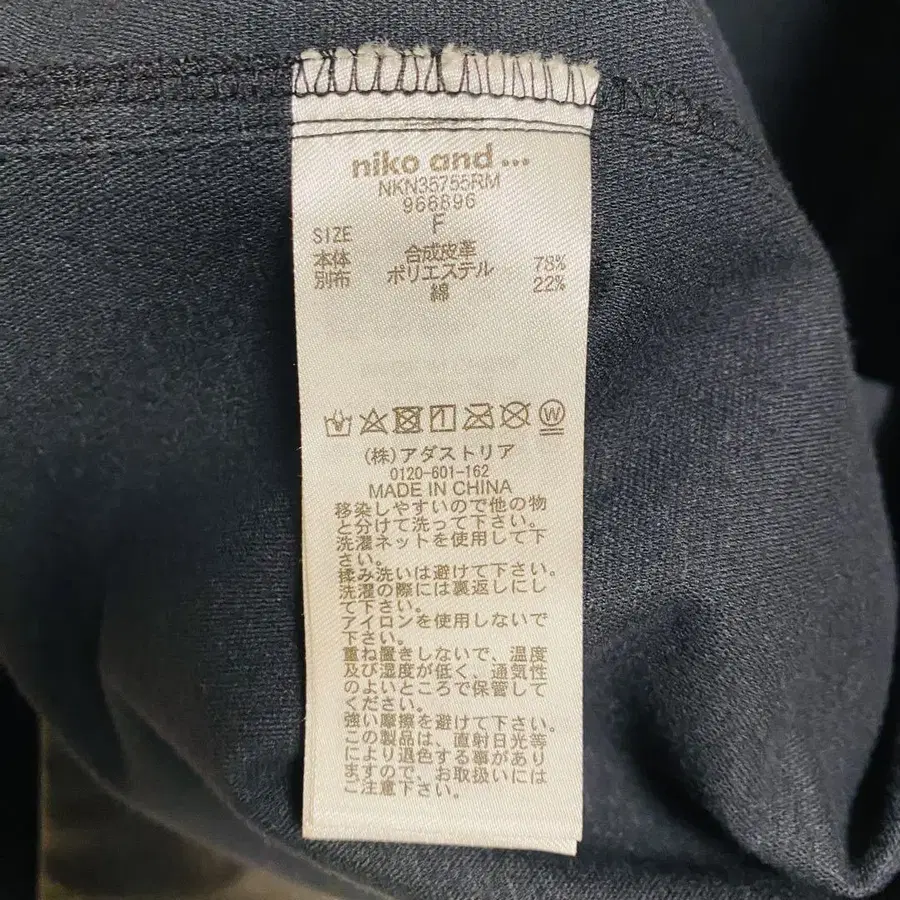 niko and ...
NKN35755RM
966896
SIZE F
本体 合成皮革
別布 ポリエステル 78%
綿 22%
W
(株)アダストリア
0120-601-162
MADE IN CHINA
移染しやすいので他の物
と分けて洗って下さい。
洗濯ネットを使用して下
さい。
揉み洗いは避けて下さい。
洗濯の際には裏返しにし
て下さい。
アイロンを使用しないで
下さい。
重ね置きしないで、温度
及び湿度が低く、通気性
のよいところで保管して
ください。
強い摩擦を避けて下さい。
この製品は、直射日光等
により退色する事があり
ますので、お取扱いには
ご注意下さい。